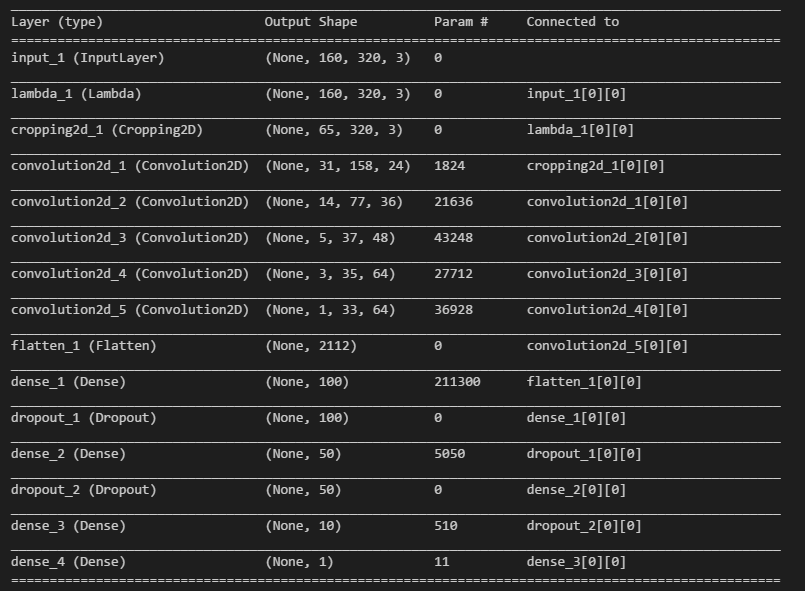 Layer (type) Output Shape Param # Connected to
====================================================================================================
input_1 (InputLayer) (None, 160, 320, 3) 0
lambda_1 (Lambda) (None, 160, 320, 3) 0 input_1[0][0]
cropping2d_1 (Cropping2D) (None, 65, 320, 3) 0 lambda_1[0][0]
convolution2d_1 (Convolution2D) (None, 31, 158, 24) 1824 cropping2d_1[0][0]
convolution2d_2 (Convolution2D) (None, 14, 77, 36) 21636 convolution2d_1[0][0]
convolution2d_3 (Convolution2D) (None, 5, 37, 48) 43248 convolution2d_2[0][0]
convolution2d_4 (Convolution2D) (None, 3, 35, 64) 27712 convolution2d_3[0][0]
convolution2d_5 (Convolution2D) (None, 1, 33, 64) 36928 convolution2d_4[0][0]
flatten_1 (Flatten) (None, 2112) 0 convolution2d_5[0][0]
dense_1 (Dense) (None, 100) 211300 flatten_1[0][0]
dropout_1 (Dropout) (None, 100) 0 dense_1[0][0]
dense_2 (Dense) (None, 50) 5050 dropout_1[0][0]
dropout_2 (Dropout) (None, 50) 0 dense_2[0][0]
dense_3 (Dense) (None, 10) 510 dropout_2[0][0]
dense_4 (Dense) (None, 1) 11 dense_3[0][0]
====================================================================================================